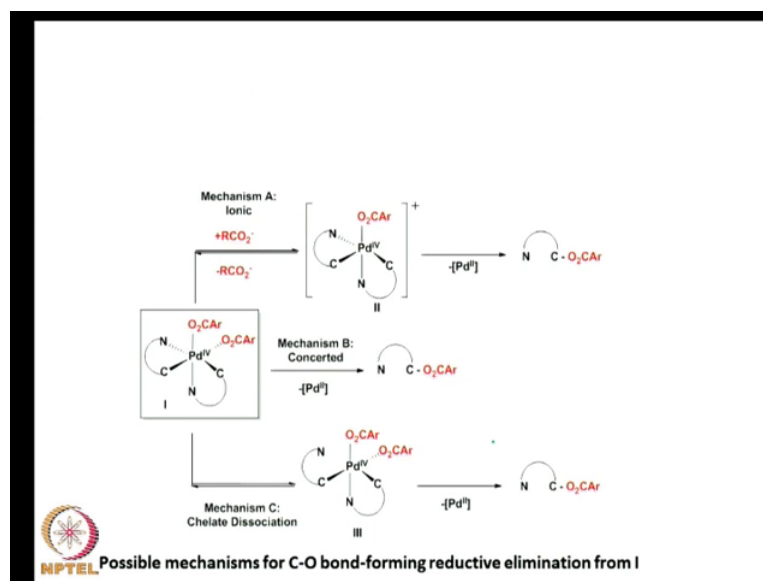 Mechanism A:
Ionic
+RCO₂⁻
-RCO₂⁻
O₂CAr
+
N
Pdᴵⱽ
C
C
N
II
-[Pdᴵᴵ]
N C-O₂CAr
O₂CAr
O₂CAr
N
Pdᴵⱽ
C
C
N
I
Mechanism B:
Concerted
-[Pdᴵᴵ]
N C-O₂CAr
O₂CAr
O₂CAr
N
Pdᴵⱽ
C
C
N
III
Mechanism C:
Chelate Dissociation
-[Pdᴵᴵ]
N C-O₂CAr
NPTEL
Possible mechanisms for C-O bond-forming reductive elimination from I